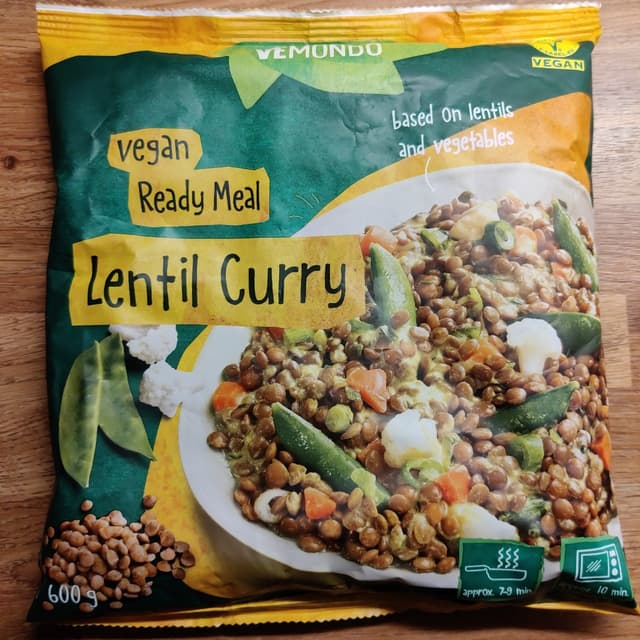 VEMONDO
VEGAN
based on lentils
and vegetables
vegan
Ready Meal
Lentil Curry
600 g
approx. 7-9 min.
10 min.